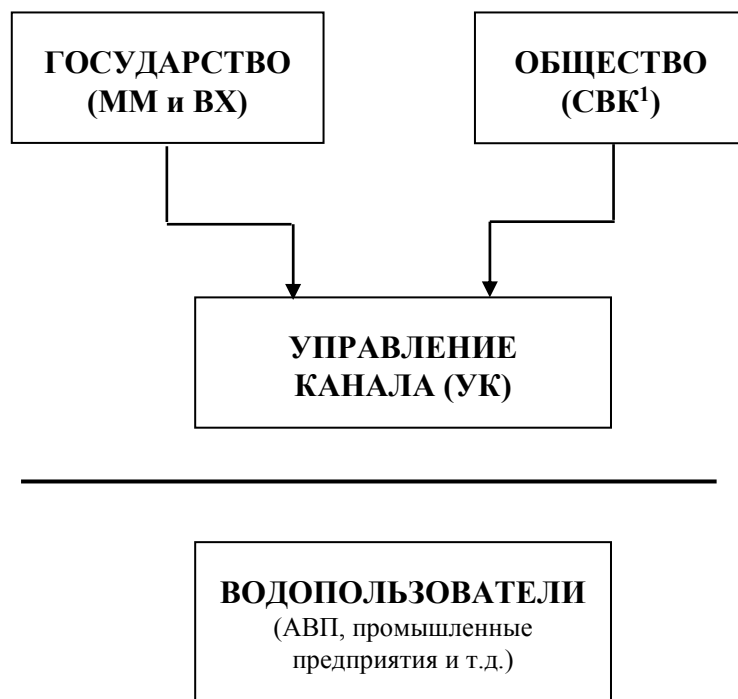 ГОСУДАРСТВО
(ММ и ВХ)
ОБЩЕСТВО
(СВК¹)
УПРАВЛЕНИЕ
КАНАЛА (УК)
ВОДОПОЛЬЗОВАТЕЛИ
(АВП, промышленные
предприятия и т.д.)